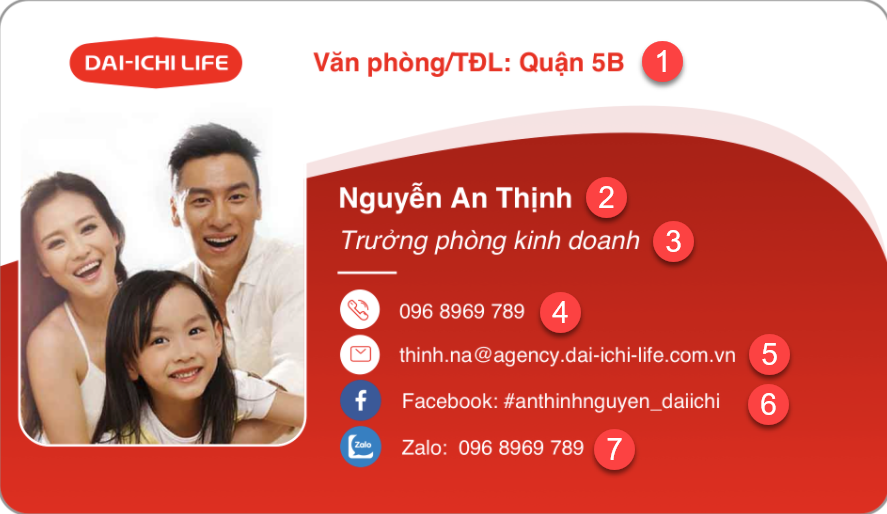 DAI-ICHI LIFE
Văn phòng/TĐL: Quận 5B 1
Nguyễn An Thịnh 2
Trưởng phòng kinh doanh 3
096 8969 789 4
thinh.na@agency.dai-ichi-life.com.vn 5
f Facebook: #anthinhnguyen_daiichi 6
Zalo Zalo: 096 8969 789 7